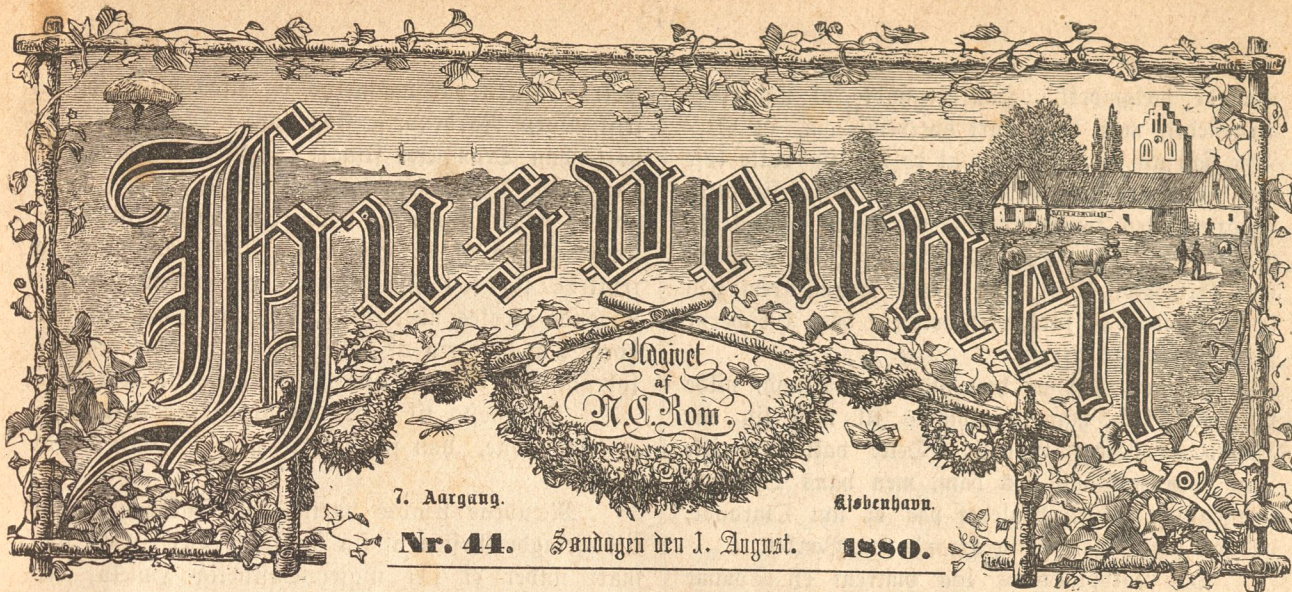 Husvennen
Udgivet
af
N. C. Rom.
7. Aargang. Kjøbenhavn.
Nr. 44. Søndagen den 1. August. 1880.